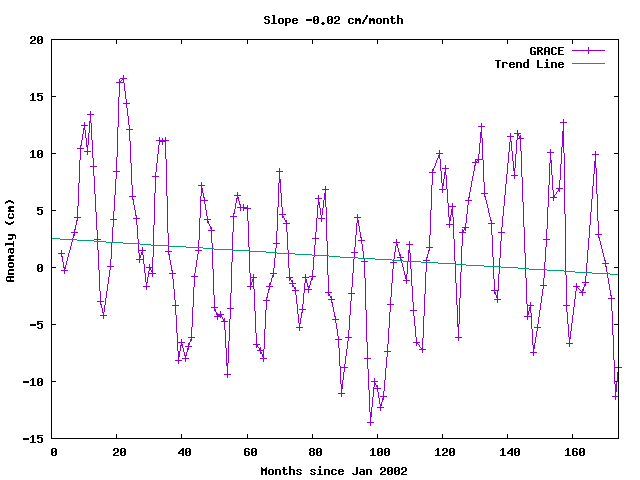 Slope -0.02 cm/month
GRACE
Trend Line
20
15
10
5
0
-5
-10
-15
Anomaly (cm)
0 20 40 60 80 100 120 140 160
Months since Jan 2002